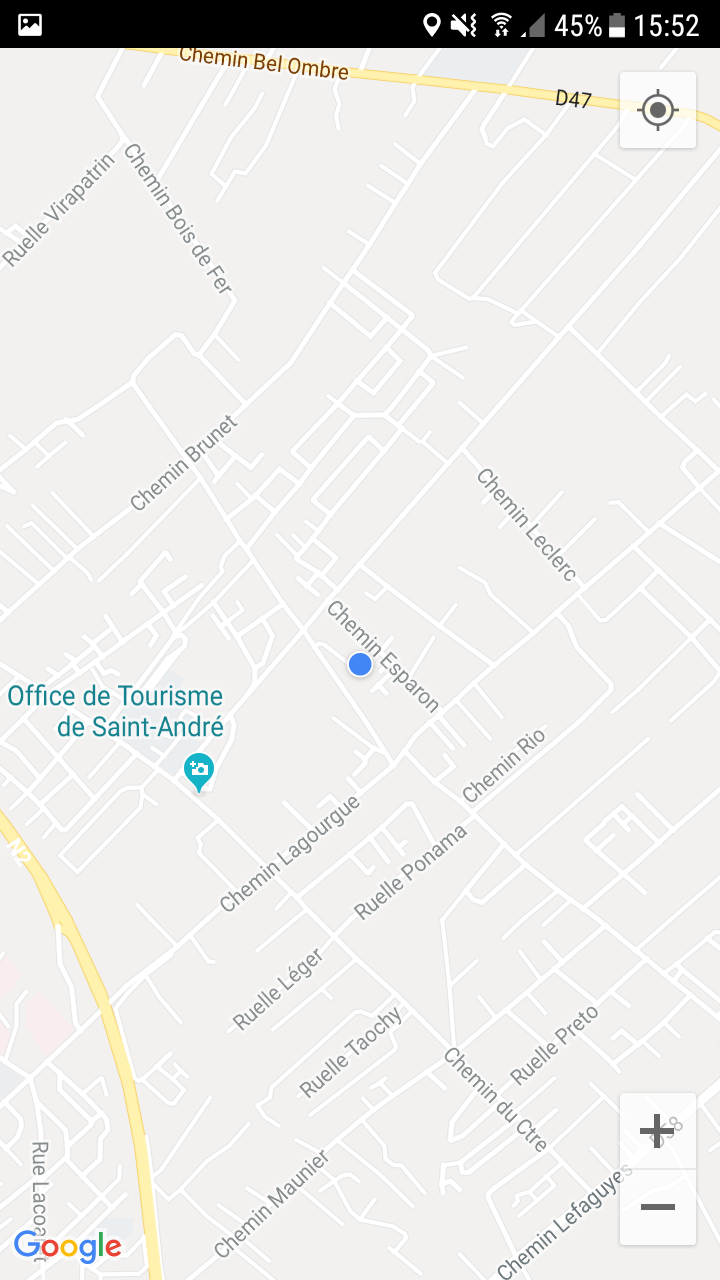 45% 15:52
Chemin Bel Ombre
D47
Ruelle Virapatrin
Chemin Bois de Fer
Chemin Brunet
Chemin Leclerc
Chemin Esparon
Office de Tourisme
de Saint-André
Chemin Rio
N2
Chemin Lagourgue
Ruelle Ponama
Ruelle Léger
Ruelle Taochy
Ruelle Preto
Chemin du Ctre
Chemin Maunier
Chemin Lefaguyes
Google